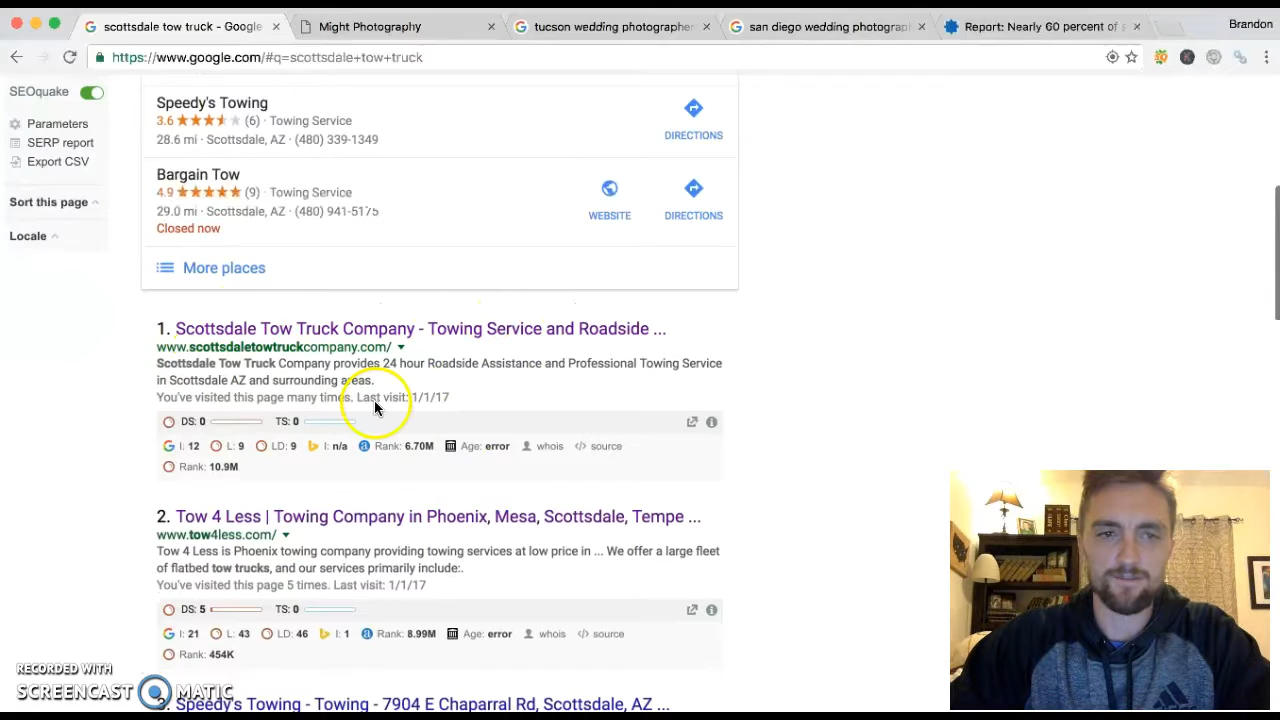 scottsdale tow truck - Google
Might Photography
tucson wedding photographer
san diego wedding photograp
Report: Nearly 60 percent of s
Brandon
https://www.google.com/#q=scottsdale+tow+truck
SEOquake
Parameters
SERP report
Export CSV
Sort this page
Locale
Speedy's Towing
3.6 (6) · Towing Service
28.6 mi · Scottsdale, AZ · (480) 339-1349
DIRECTIONS
Bargain Tow
4.9 (9) · Towing Service
29.0 mi · Scottsdale, AZ · (480) 941-5175
Closed now
WEBSITE
DIRECTIONS
More places
1. Scottsdale Tow Truck Company - Towing Service and Roadside ...
www.scottsdaletowtruckcompany.com/
Scottsdale Tow Truck Company provides 24 hour Roadside Assistance and Professional Towing Service
in Scottsdale AZ and surrounding areas.
You've visited this page many times. Last visit: 1/1/17
DS: 0 TS: 0
I: 12 L: 9 LD: 9 I: n/a Rank: 6.70M Age: error whois source
Rank: 10.9M
2. Tow 4 Less | Towing Company in Phoenix, Mesa, Scottsdale, Tempe ...
www.tow4less.com/
Tow 4 Less is Phoenix towing company providing towing services at low price in ... We offer a large fleet
of flatbed tow trucks, and our services primarily include:.
You've visited this page 5 times. Last visit: 1/1/17
DS: 5 TS: 0
I: 21 L: 43 LD: 46 I: 1 Rank: 8.99M Age: error whois source
Rank: 454K
3. Speedy's Towing - Towing - 7904 E Chaparral Rd, Scottsdale, AZ ...
RECORDED WITH
SCREENCAST MATIC